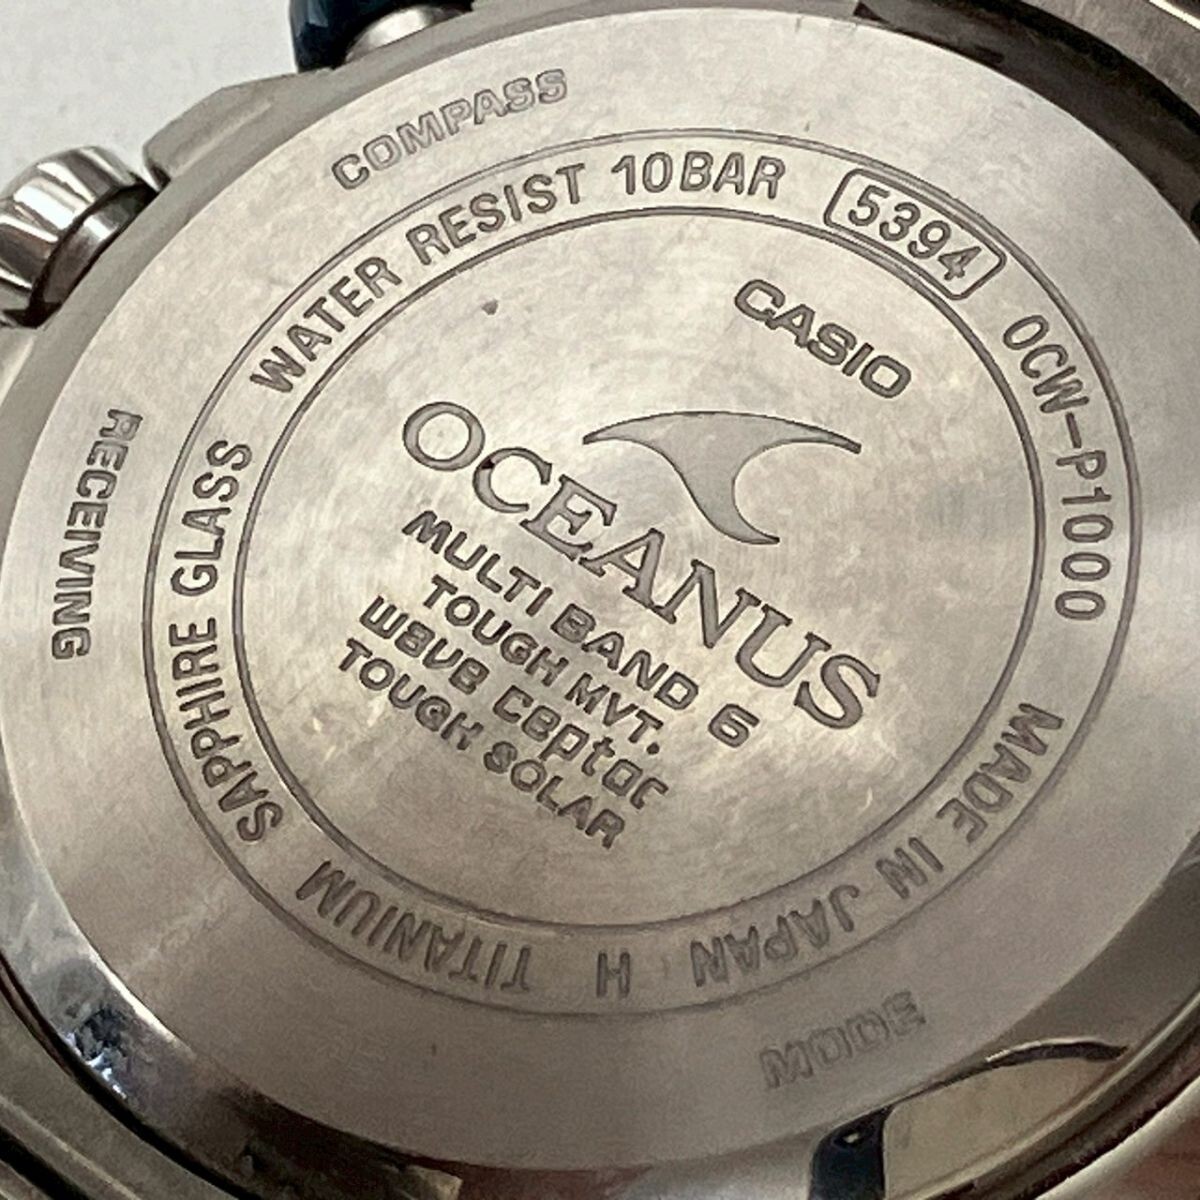 COMPASS
WATER RESIST 10BAR
5394
OCW-P1000
MADE IN JAPAN H
TITANIUM
SAPPHIRE GLASS
RECEIVING
MODE
CASIO
OCEANUS
MULTI BAND 6
TOUGH MVT.
WAVE CEPTOR
TOUGH SOLAR